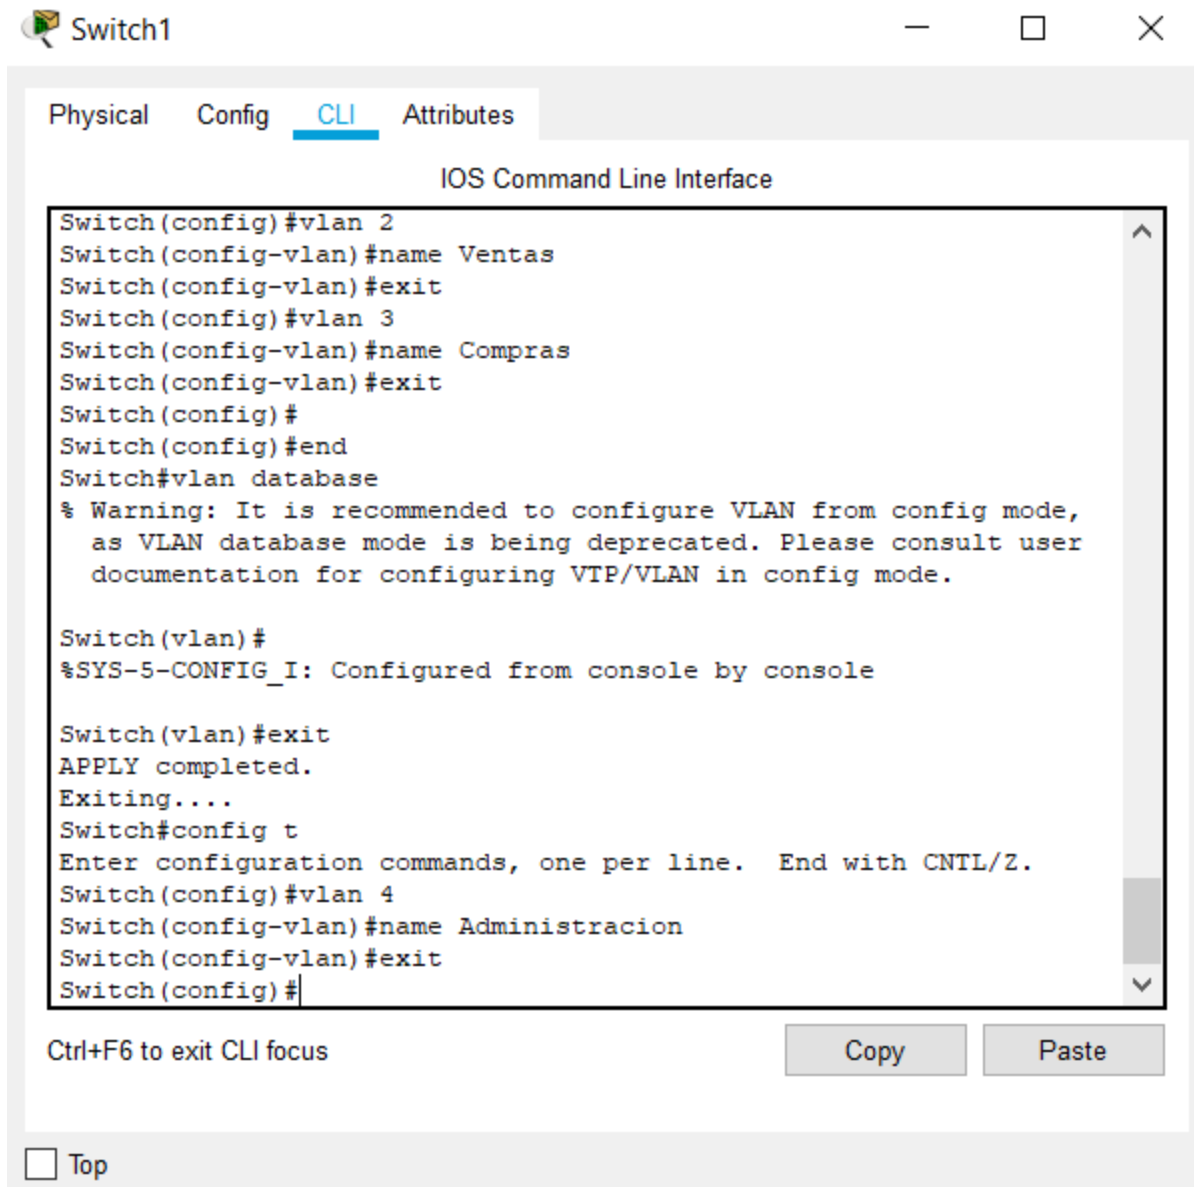 Switch1
Physical Config CLI Attributes
IOS Command Line Interface
Switch(config)#vlan 2
Switch(config-vlan)#name Ventas
Switch(config-vlan)#exit
Switch(config)#vlan 3
Switch(config-vlan)#name Compras
Switch(config-vlan)#exit
Switch(config)#
Switch(config)#end
Switch#vlan database
% Warning: It is recommended to configure VLAN from config mode,
as VLAN database mode is being deprecated. Please consult user
documentation for configuring VTP/VLAN in config mode.
Switch(vlan)#
%SYS-5-CONFIG_I: Configured from console by console
Switch(vlan)#exit
APPLY completed.
Exiting....
Switch#config t
Enter configuration commands, one per line.  End with CNTL/Z.
Switch(config)#vlan 4
Switch(config-vlan)#name Administracion
Switch(config-vlan)#exit
Switch(config)#
Ctrl+F6 to exit CLI focus
Copy Paste
Top